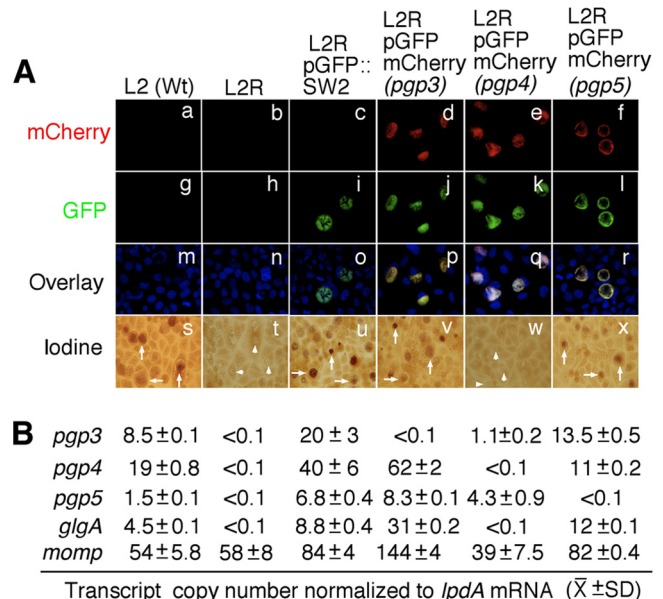 A
L2 (Wt)
L2R
L2R
pGFP::
SW2
L2R
pGFP
mCherry
(pgp3)
L2R
pGFP
mCherry
(pgp4)
L2R
pGFP
mCherry
(pgp5)
mCherry a b c d e f
GFP g h i j k l
Overlay m n o p q r
Iodine s t u v w x
B
pgp3 8.5±0.1 <0.1 20±3 <0.1 1.1±0.2 13.5±0.5
pgp4 19±0.8 <0.1 40±6 62±2 <0.1 11±0.2
pgp5 1.5±0.1 <0.1 6.8±0.4 8.3±0.1 4.3±0.9 <0.1
glgA 4.5±0.1 <0.1 8.8±0.4 31±0.2 <0.1 12±0.1
momp 54±5.8 58±8 84±4 144±4 39±7.5 82±0.4
Transcript copy number normalized to lpdA mRNA (X̅ ±SD)